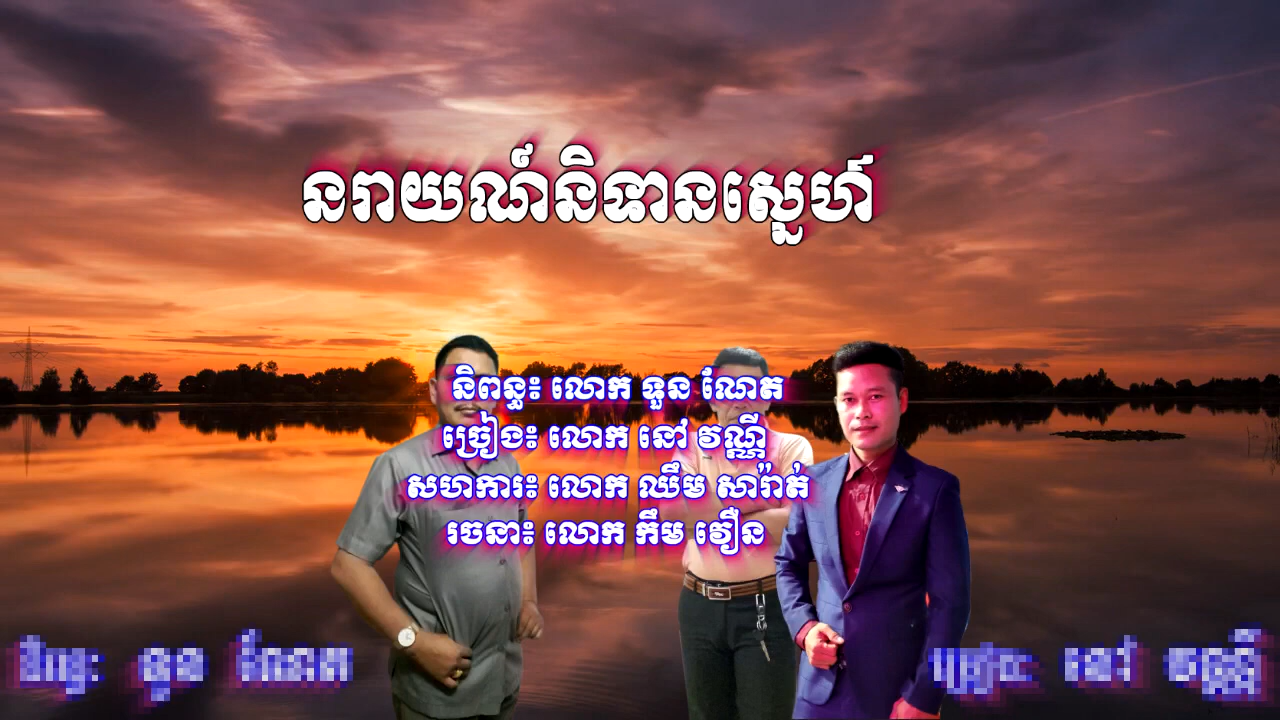 នរាយណ៍និទានស្នេហ៍
និពន្ធ៖ លោក ទួន ណែត
ច្រៀង៖ លោក នៅ វណ្ណី
សហការ៖ លោក ឈឹម សារ៉ាត់
រចនា៖ លោក កឹម វឿន